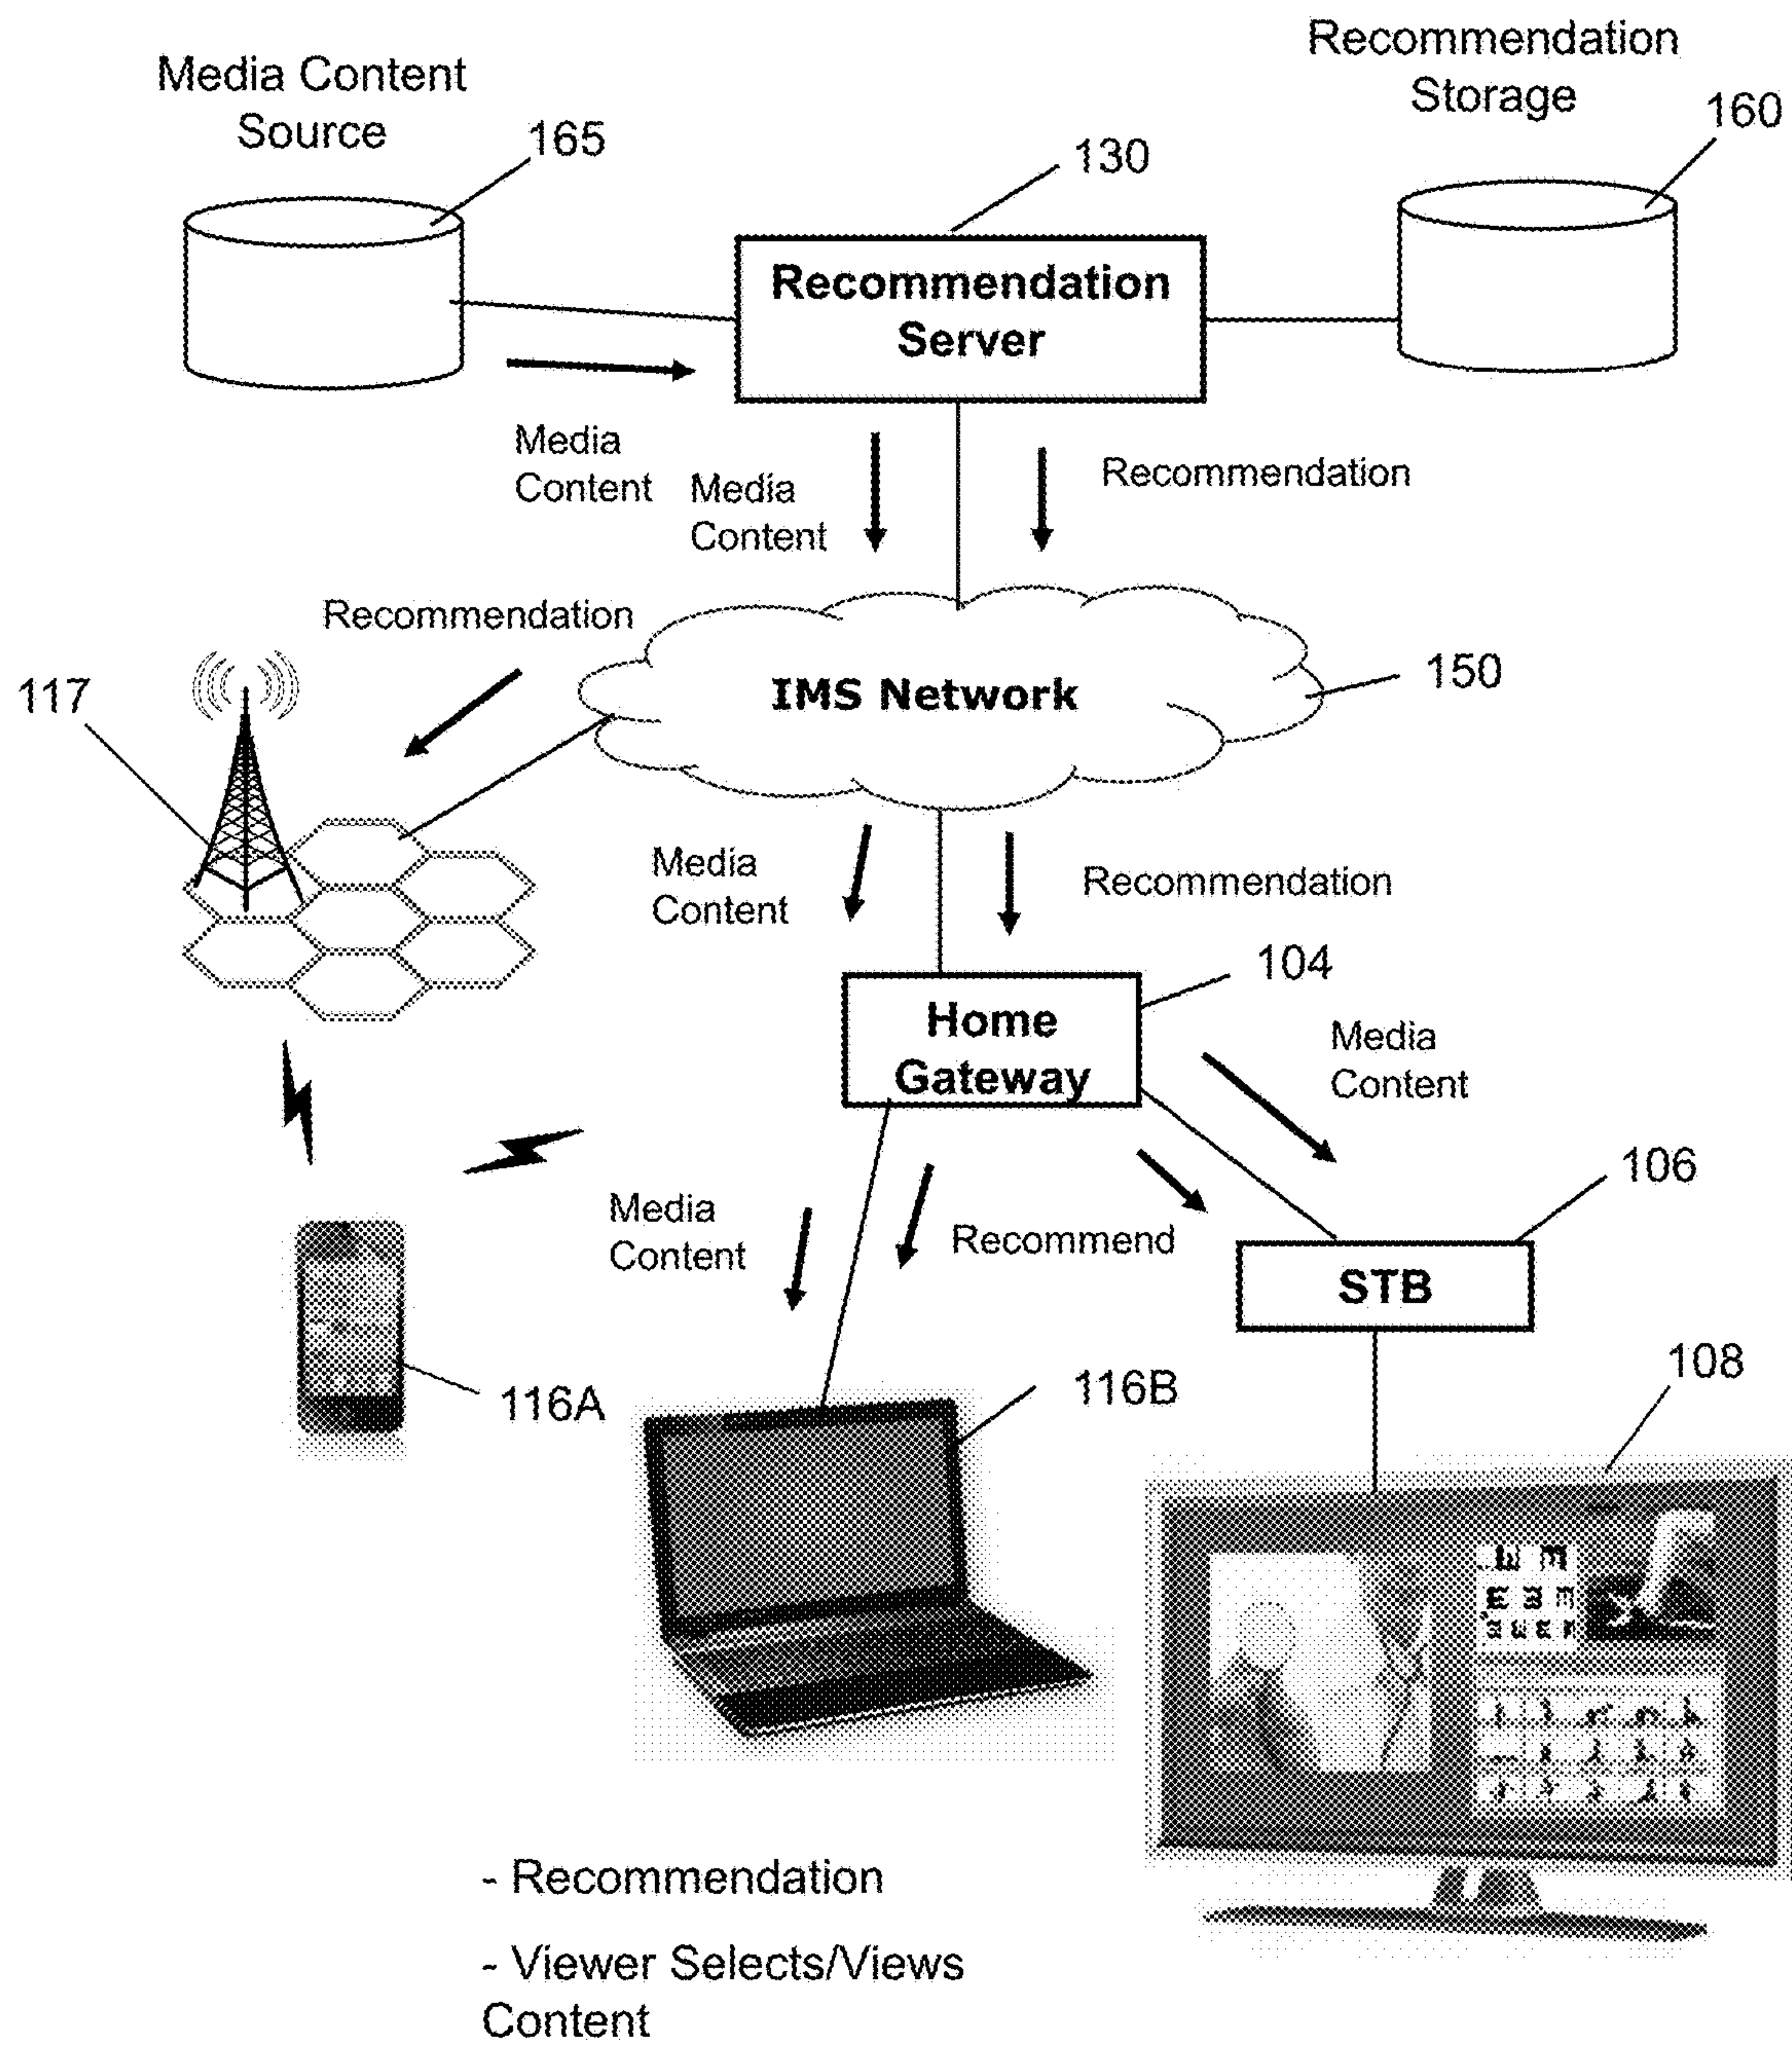 Media Content
Source
165
130
Recommendation
Storage
160
Recommendation
Server
Media
Content
Media
Content
Recommendation
Recommendation
117
IMS Network
150
Media
Content
Recommendation
104
Home
Gateway
Media
Content
106
Media
Content
Recommend
STB
116A
116B
108
- Recommendation
- Viewer Selects/Views
Content